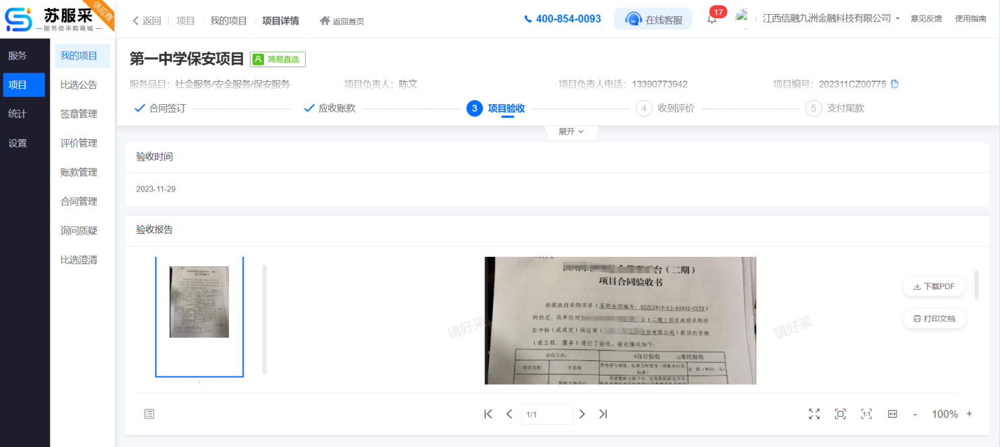 苏服采
服务类采购商城
供应商
返回
项目
我的项目
项目详情
返回首页
400-854-0093
在线客服
17
江西信融九洲金融科技有限公司
意见反馈
使用指南
服务
项目
统计
设置
我的项目
比选公告
签章管理
评价管理
账款管理
合同管理
询问质疑
比选澄清
第一中学保安项目
简易直选
服务品目：社会服务/安全服务/保安服务
项目负责人：陈文
项目负责人电话：13390773942
项目编号：202311CZ00775
合同签订
应收账款
3 项目验收
4 收到评价
5 支付尾款
展开
验收时间
2023-11-29
验收报告
1
台（二期）
项目合同验收书
根据政府采购项目（采购合同编号：QZZC2019-C3-00042-CGZX）
的约定，我单位对 台（二期）项目政府采购项
目中标（或成交）供应商（ 股份有限公司）提供的货物
（或工程、服务）进行了验收，验收情况如下：
验收方式： √自行验收 □委托验收
项目名称 子系统 货物型号规格、标准及配置等（或服务内容、标准） 金 额（单位：元）
数据交换平台
镇好采
镇好采
下载PDF
打印文档
1/1
1:1
- 100% +